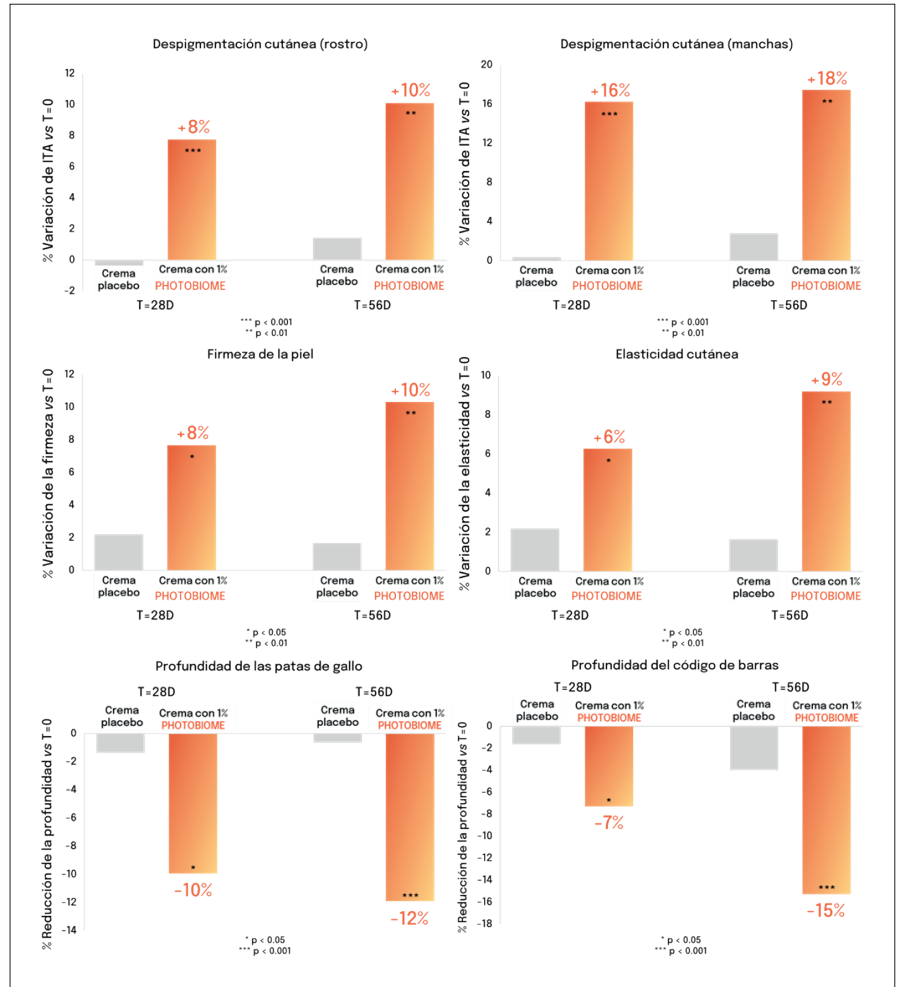 Despigmentación cutánea (rostro)
% Variación de ITA vs T=0
12
10
8
6
4
2
0
-2
+8%
***
+10%
**
Crema placebo
Crema con 1% PHOTOBIOME
Crema placebo
Crema con 1% PHOTOBIOME
T=28D
T=56D
*** p < 0.001
** p < 0.01
Despigmentación cutánea (manchas)
% Variación de ITA vs T=0
20
16
12
8
4
0
+16%
***
+18%
**
Crema placebo
Crema con 1% PHOTOBIOME
Crema placebo
Crema con 1% PHOTOBIOME
T=28D
T=56D
*** p < 0.001
** p < 0.01
Firmeza de la piel
% Variación de la firmeza vs T=0
12
10
8
6
4
2
0
+8%
*
+10%
**
Crema placebo
Crema con 1% PHOTOBIOME
Crema placebo
Crema con 1% PHOTOBIOME
T=28D
T=56D
* p < 0.05
** p < 0.01
Elasticidad cutánea
% Variación de la elasticidad vs T=0
10
8
6
4
2
0
+6%
*
+9%
**
Crema placebo
Crema con 1% PHOTOBIOME
Crema placebo
Crema con 1% PHOTOBIOME
T=28D
T=56D
* p < 0.05
** p < 0.01
Profundidad de las patas de gallo
T=28D
T=56D
Crema placebo
Crema con 1% PHOTOBIOME
Crema placebo
Crema con 1% PHOTOBIOME
% Reducción de la profundidad vs T=0
0
-2
-4
-6
-8
-10
-12
-14
*
-10%
***
-12%
* p < 0.05
*** p < 0.001
Profundidad del código de barras
T=28D
T=56D
Crema placebo
Crema con 1% PHOTOBIOME
Crema placebo
Crema con 1% PHOTOBIOME
% Reducción de la profundidad vs T=0
0
-2
-4
-6
-8
-10
-12
-14
-16
-18
*
-7%
***
-15%
* p < 0.05
*** p < 0.001